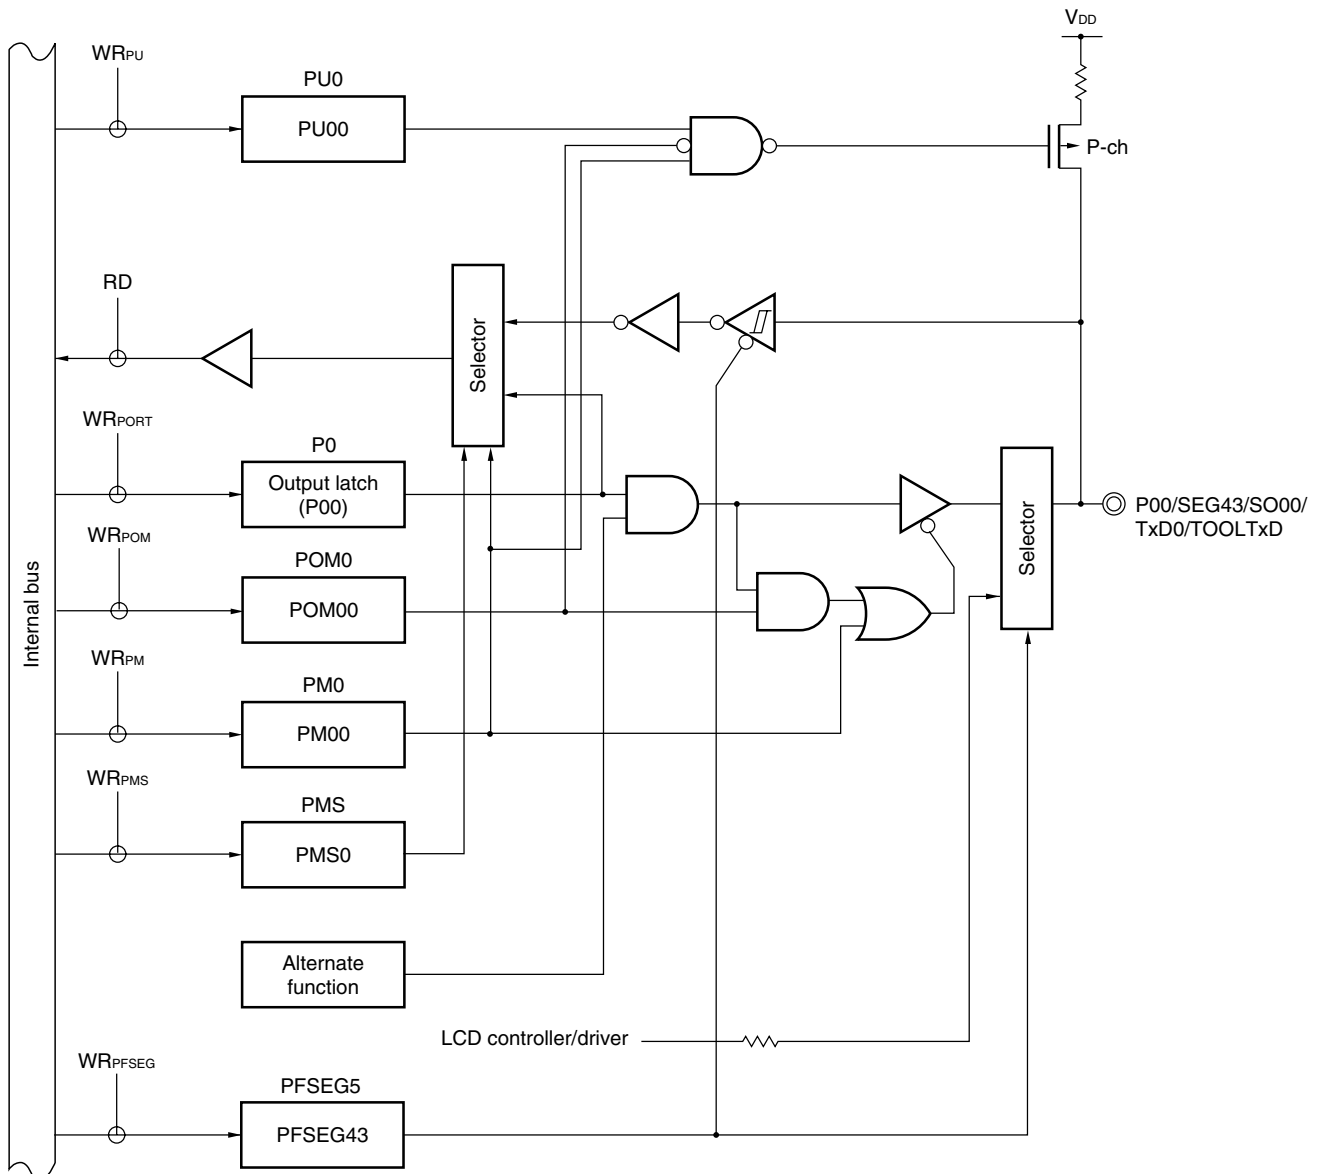 VDD
WRPU
PU0
PU00
P-ch
RD
Selector
WRPORT
P0
Output latch
(P00)
Selector
P00/SEG43/SO00/
TxD0/TOOLTxD
WRPOM
POM0
POM00
Internal bus
WRPM
PM0
PM00
WRPMS
PMS
PMS0
Alternate
function
LCD controller/driver
WRPFSEG
PFSEG5
PFSEG43